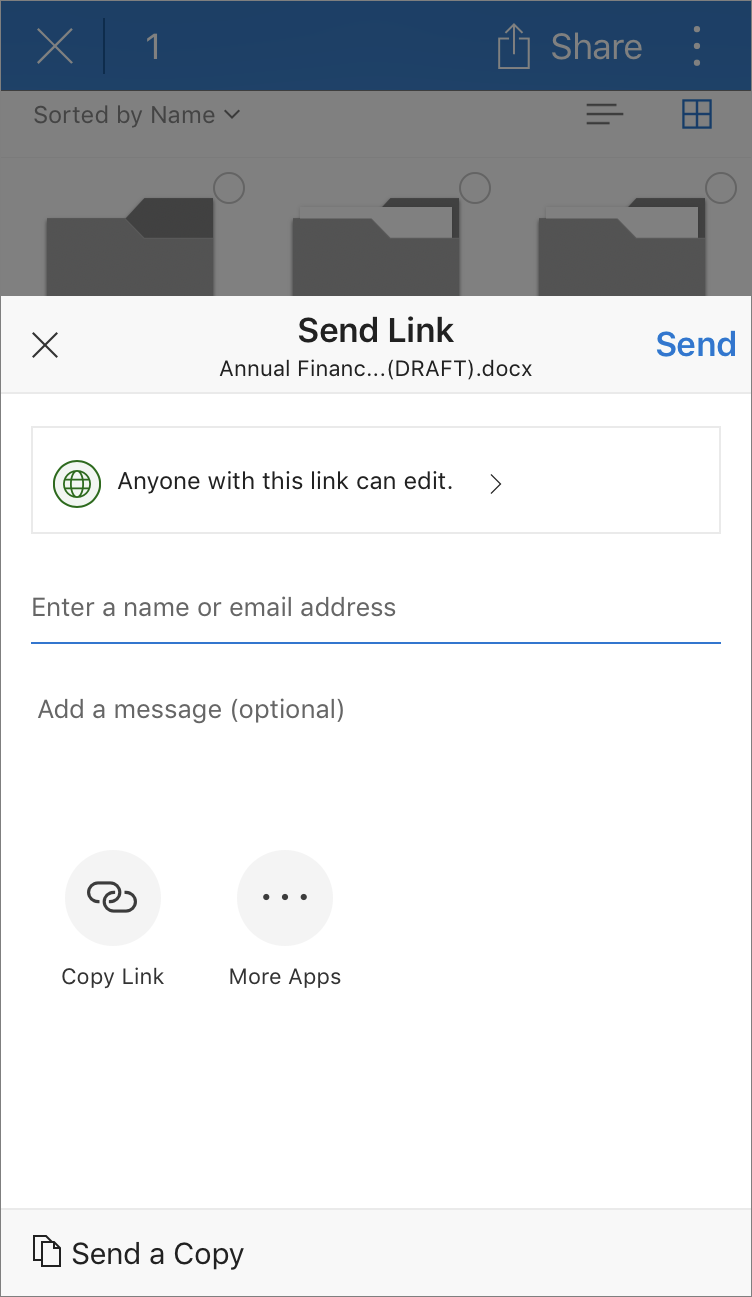 1 Share
Sorted by Name
Send Link
Send
Annual Financ...(DRAFT).docx
Anyone with this link can edit.
Enter a name or email address
Add a message (optional)
Copy Link More Apps
Send a Copy